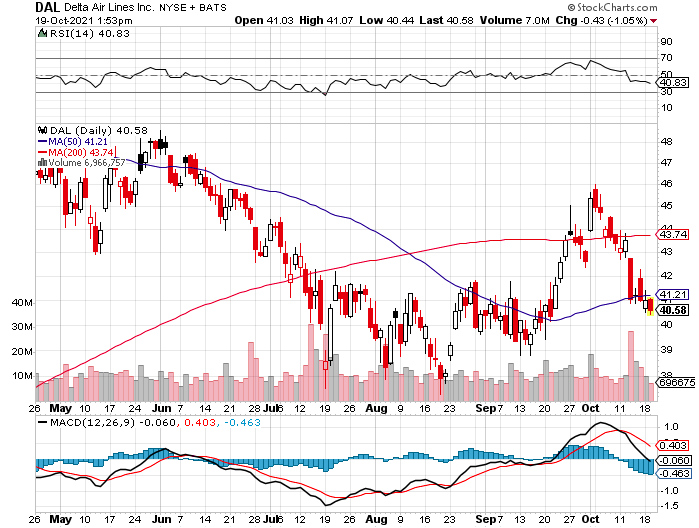 DAL Delta Air Lines Inc. NYSE + BATS
© StockCharts.com
19-Oct-2021 1:53pm
Open 41.03 High 41.07 Low 40.44 Last 40.58 Volume 7.0M Chg -0.43 (-1.05%)
RSI(14) 40.83
90
70
50
40.83
30
10
DAL (Daily) 40.58
MA(50) 41.21
MA(200) 43.74
Volume 6,966,757
48
47
46
45
43.74
43
42
41.21
40.58
40
39
38
37
40M
30M
20M
10M
6966757
26 May 10 17 24 Jun 7 14 21 28 Jul 6 12 19 26 Aug 9 16 23 Sep 7 13 20 27 Oct 11 18
MACD(12,26,9) -0.060, 0.403, -0.463
1.0
0.403
-0.060
-0.463
-1.0
-1.5
26 May 10 17 24 Jun 7 14 21 28 Jul 6 12 19 26 Aug 9 16 23 Sep 7 13 20 27 Oct 11 18